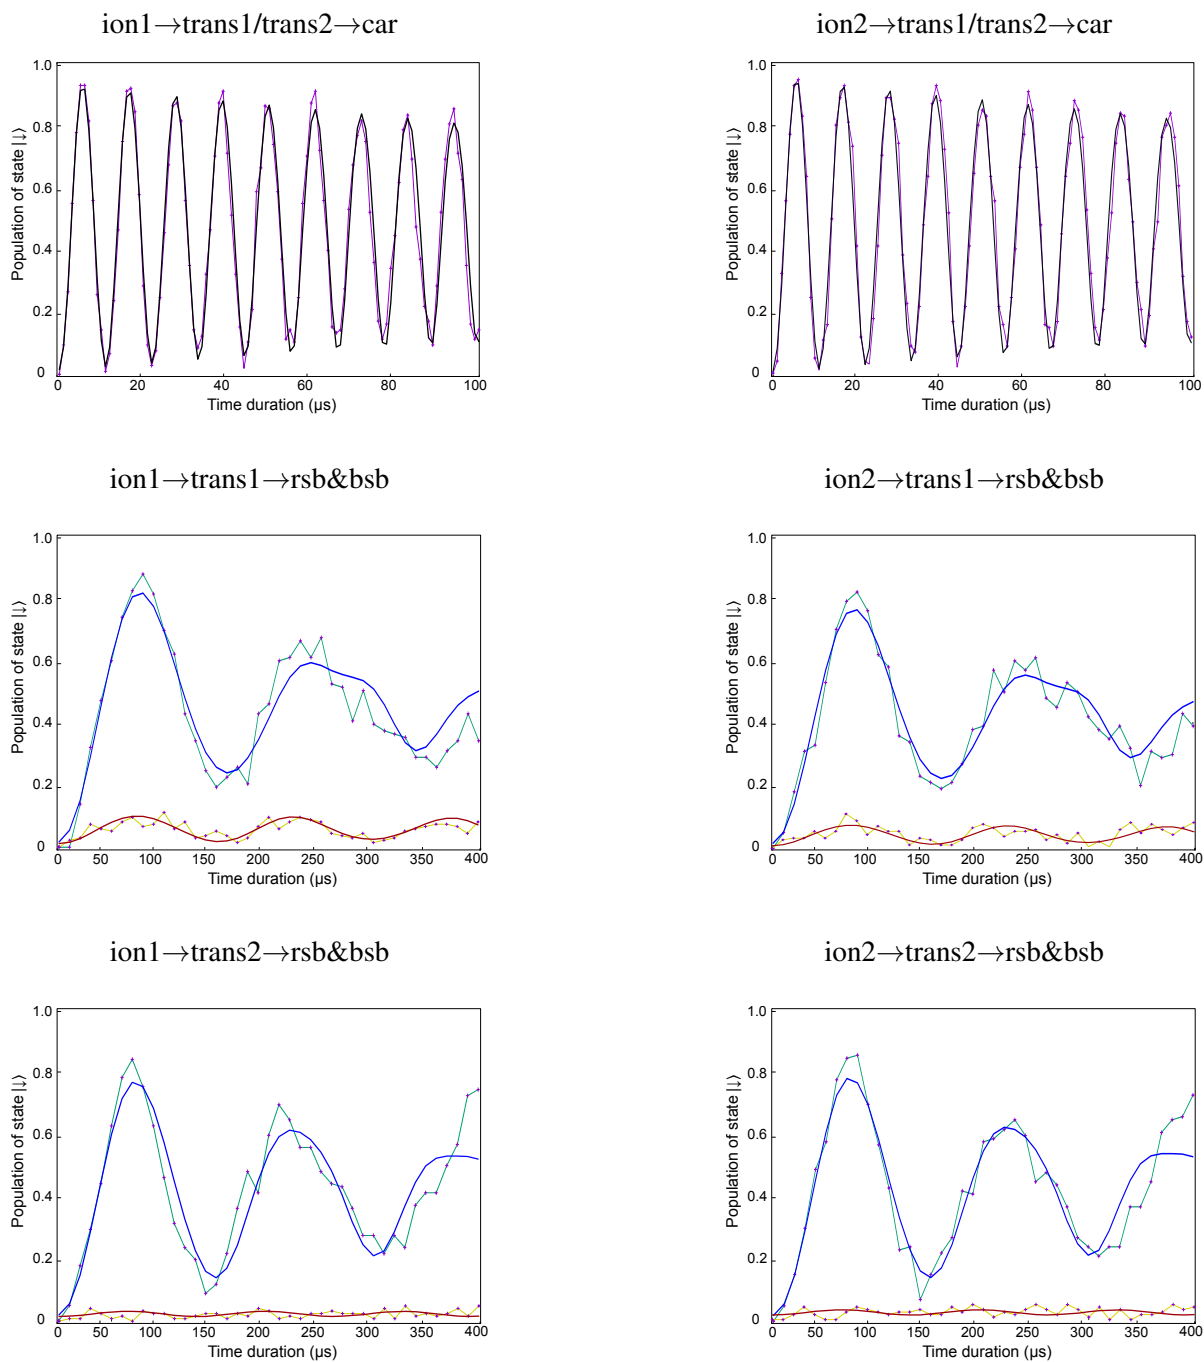 ion1→trans1/trans2→car
ion2→trans1/trans2→car
1.0
0.8
0.6
0.4
0.2
0
Population of state |↓⟩
0 20 40 60 80 100
Time duration (μs)
1.0
0.8
0.6
0.4
0.2
0
Population of state |↓⟩
0 20 40 60 80 100
Time duration (μs)
ion1→trans1→rsb&bsb
ion2→trans1→rsb&bsb
1.0
0.8
0.6
0.4
0.2
0
Population of state |↓⟩
0 50 100 150 200 250 300 350 400
Time duration (μs)
1.0
0.8
0.6
0.4
0.2
0
Population of state |↓⟩
0 50 100 150 200 250 300 350 400
Time duration (μs)
ion1→trans2→rsb&bsb
ion2→trans2→rsb&bsb
1.0
0.8
0.6
0.4
0.2
0
Population of state |↓⟩
0 50 100 150 200 250 300 350 400
Time duration (μs)
1.0
0.8
0.6
0.4
0.2
0
Population of state |↓⟩
0 50 100 150 200 250 300 350 400
Time duration (μs)